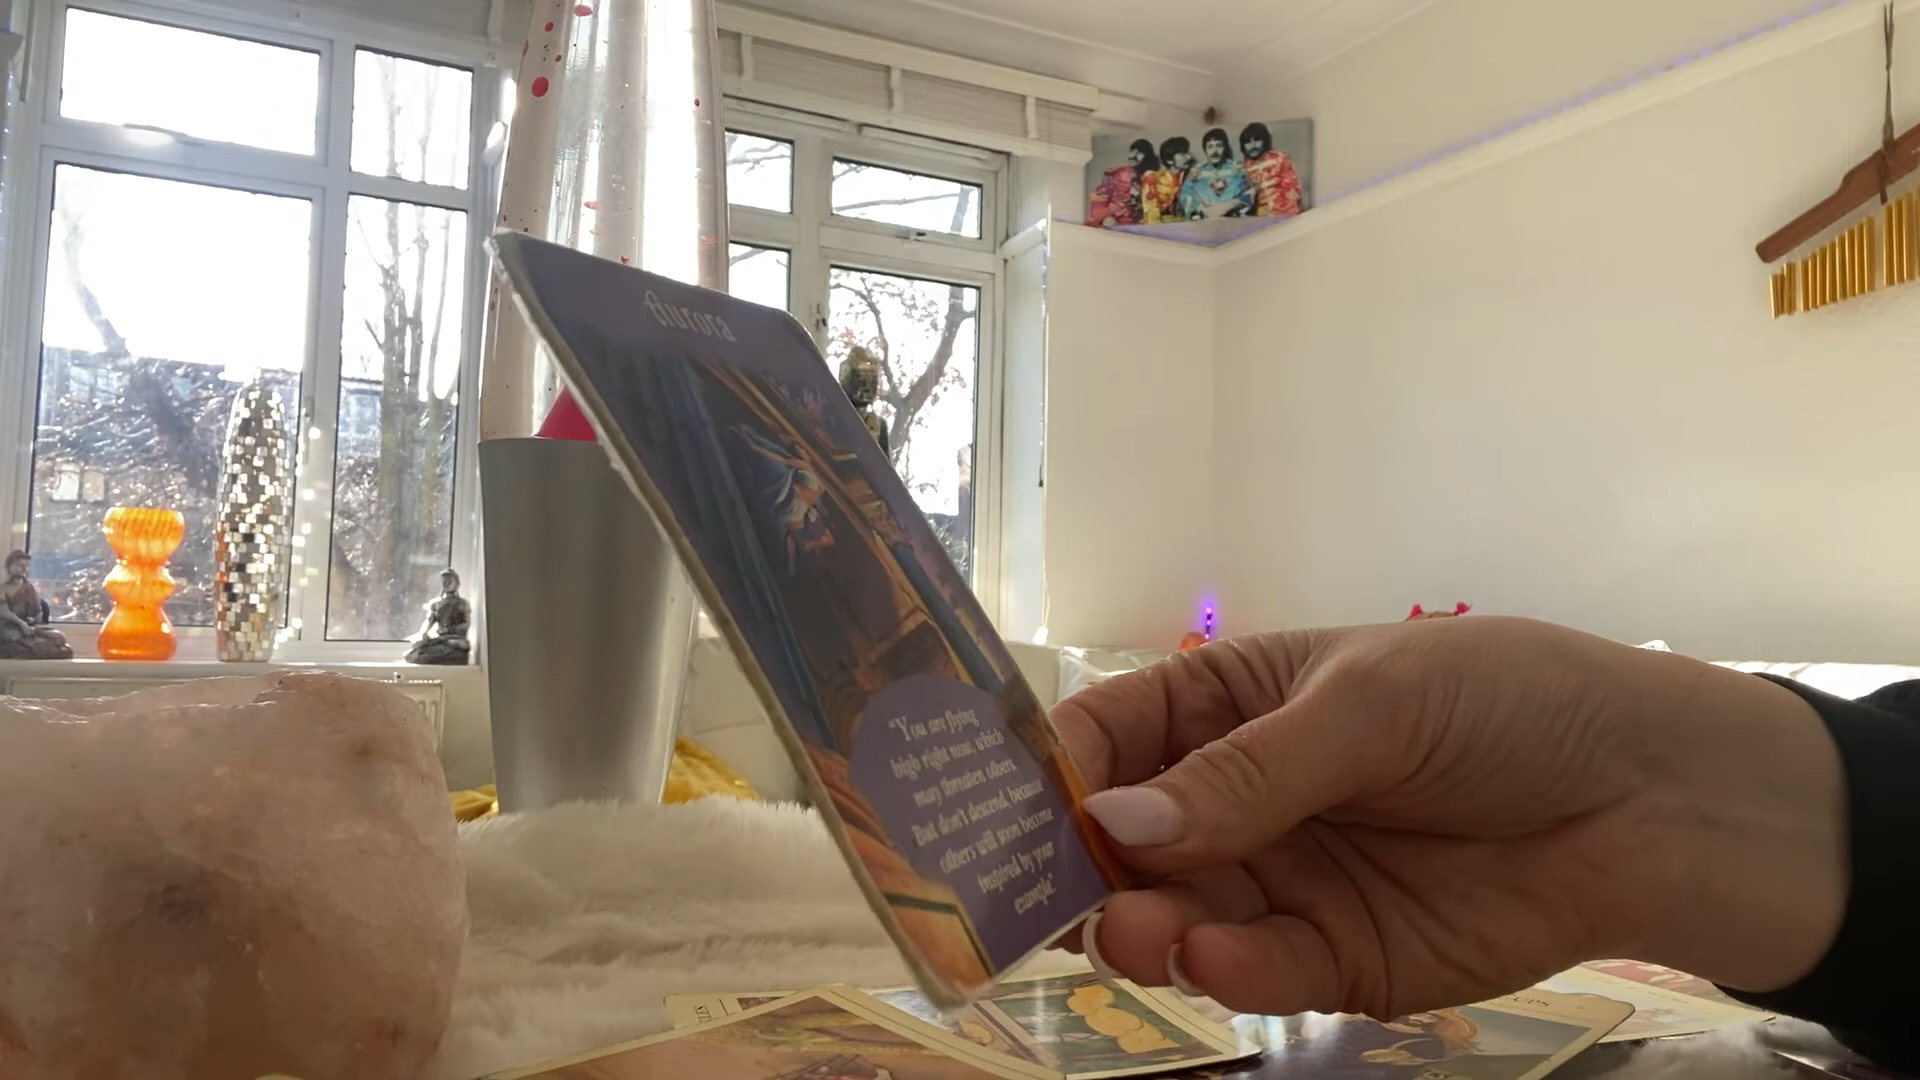 Aurora
"You are flying
high right now, which
may threaten others.
But don't descend, because
others will soon become
inspired by your
example."
CUPS